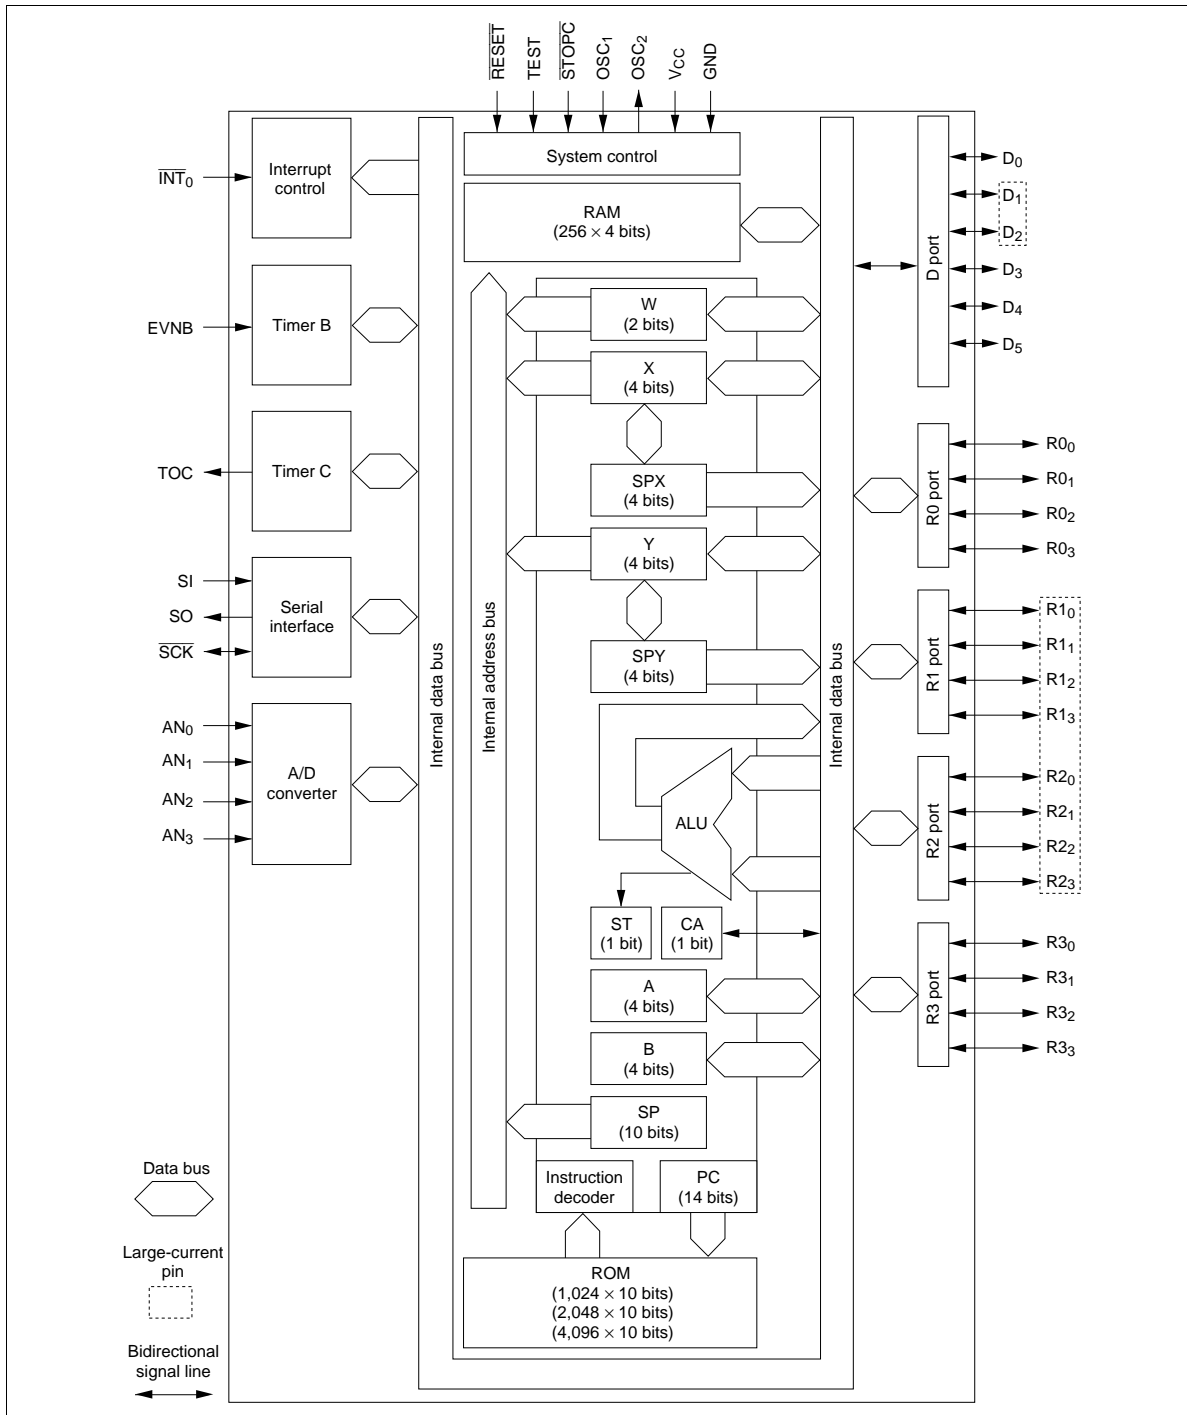 RESET
TEST
STOPC
OSC1
OSC2
VCC
GND
System control
RAM
(256 × 4 bits)
INT0
Interrupt
control
EVNB
Timer B
TOC
Timer C
SI
SO
SCK
Serial
interface
AN0
AN1
AN2
AN3
A/D
converter
Internal data bus
Internal address bus
W
(2 bits)
X
(4 bits)
SPX
(4 bits)
Y
(4 bits)
SPY
(4 bits)
ALU
ST
(1 bit)
CA
(1 bit)
A
(4 bits)
B
(4 bits)
SP
(10 bits)
Instruction
decoder
PC
(14 bits)
ROM
(1,024 × 10 bits)
(2,048 × 10 bits)
(4,096 × 10 bits)
Internal data bus
D port
D0
D1
D2
D3
D4
D5
R0 port
R00
R01
R02
R03
R1 port
R10
R11
R12
R13
R2 port
R20
R21
R22
R23
R3 port
R30
R31
R32
R33
Data bus
Large-current
pin
Bidirectional
signal line